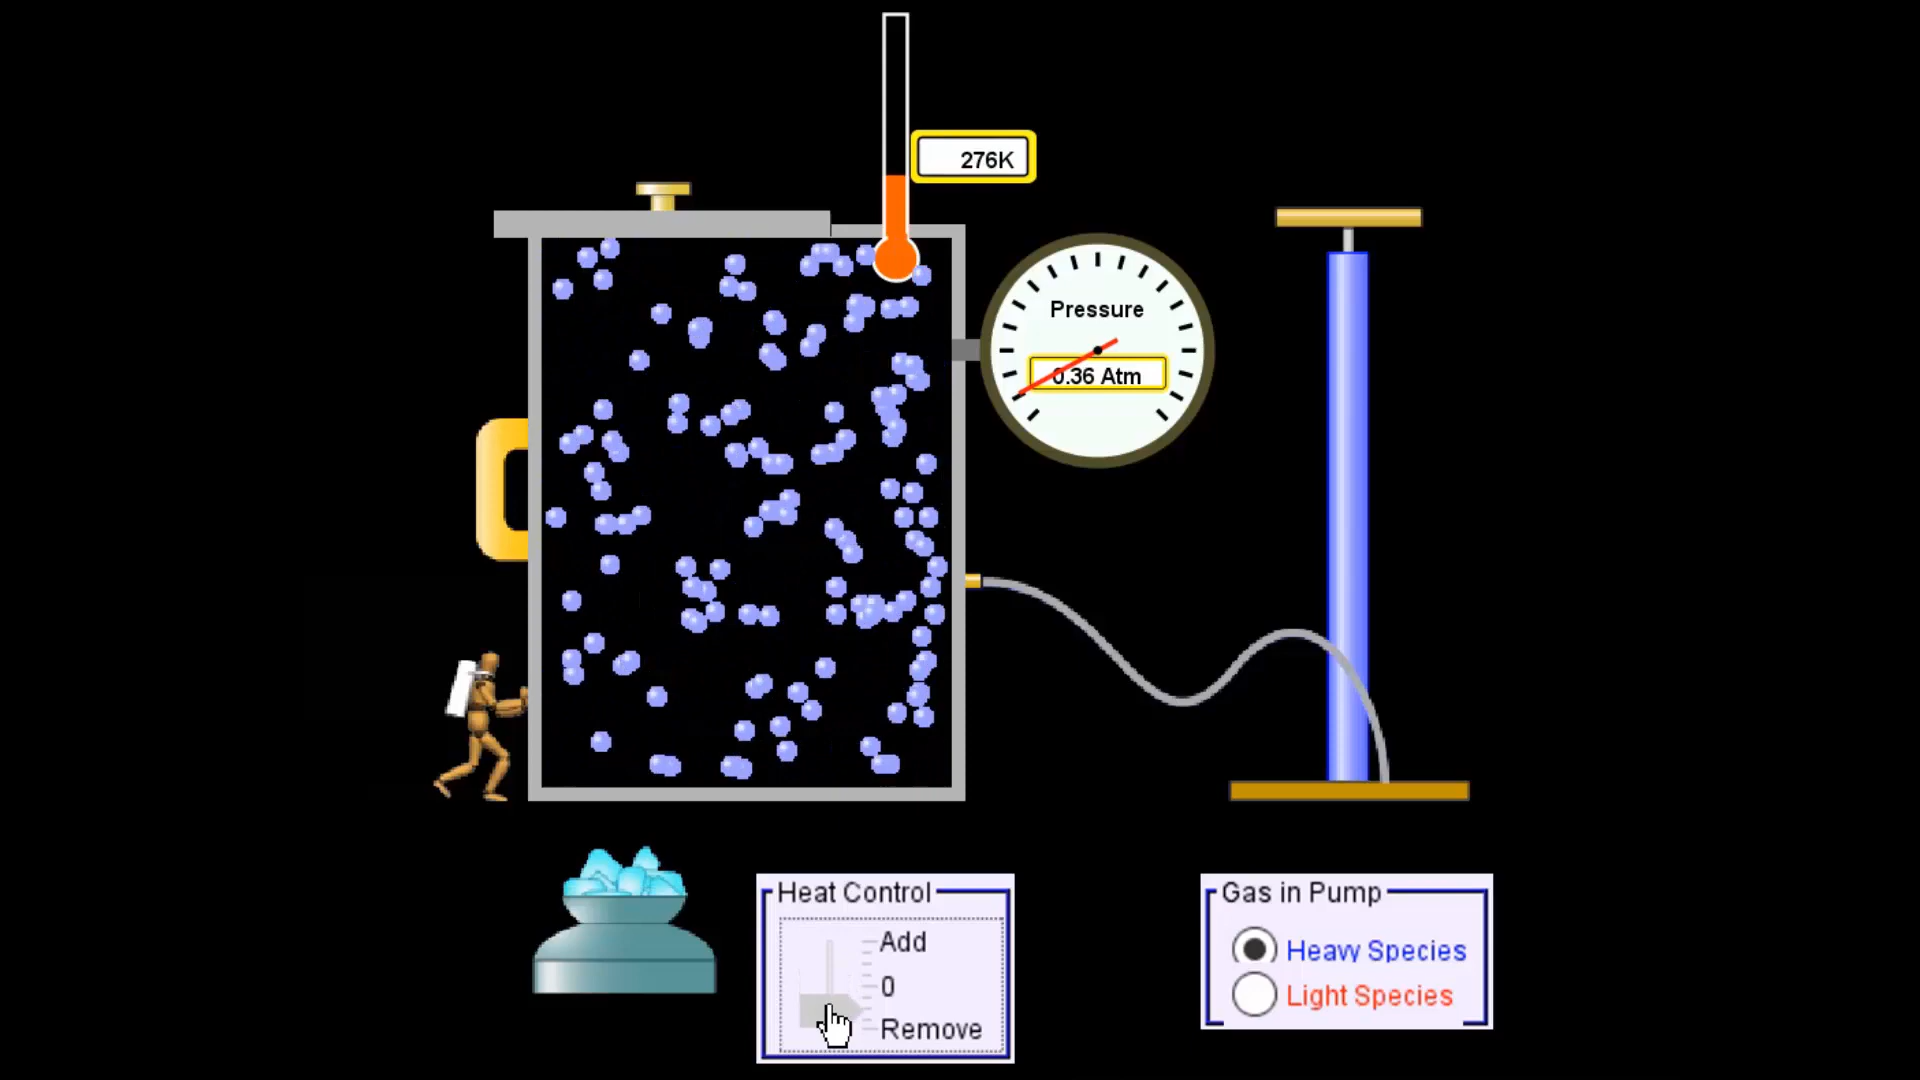 276K
Pressure
0.36 Atm
Heat Control
Add
0
Remove
Gas in Pump
Heavy Species
Light Species